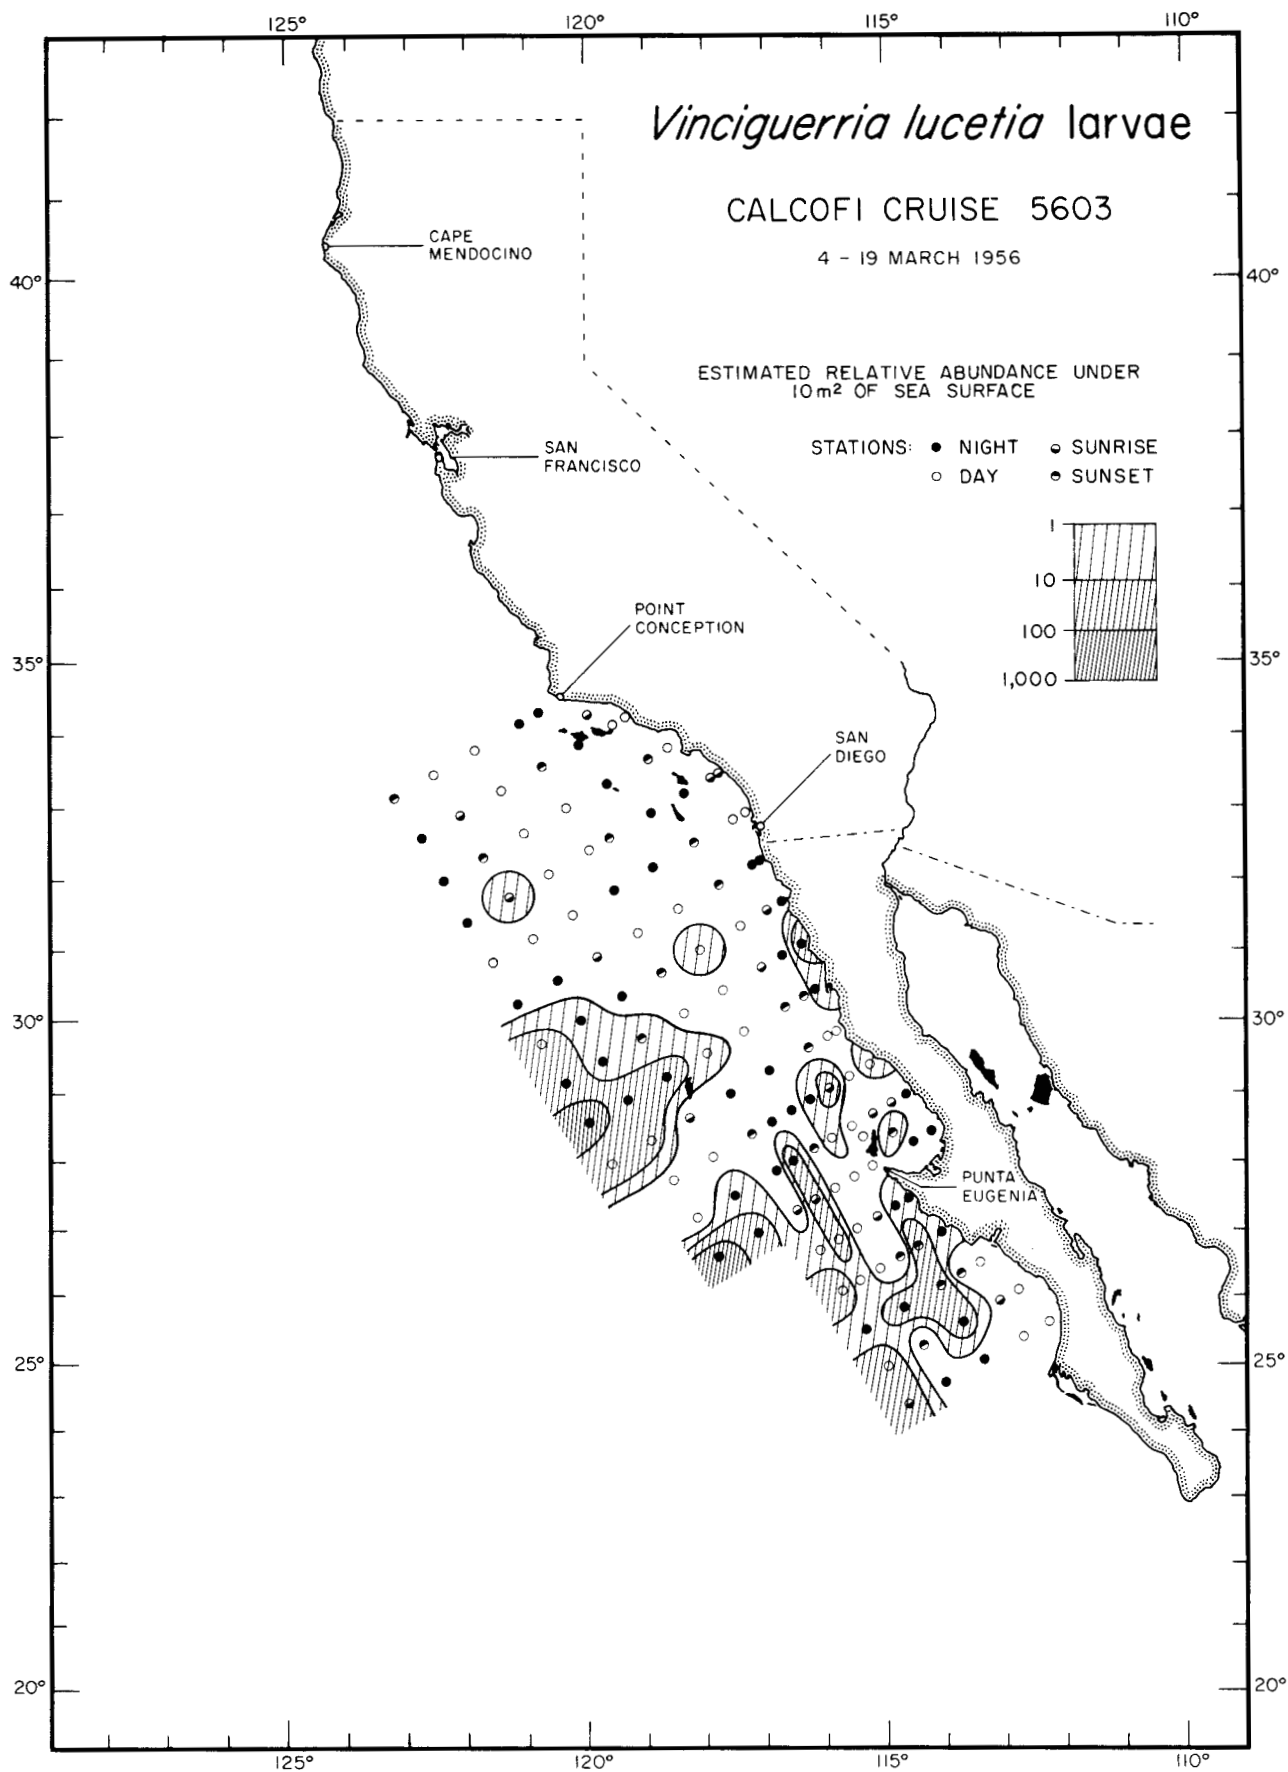 125° 120° 115° 110°
Vinciguerria lucetia larvae
CALCOFI CRUISE 5603
4 – 19 MARCH 1956
CAPE
MENDOCINO
40° 40°
ESTIMATED RELATIVE ABUNDANCE UNDER
10m² OF SEA SURFACE
STATIONS: ● NIGHT ◒ SUNRISE
○ DAY ◓ SUNSET
SAN
FRANCISCO
1
10
100
1,000
POINT
CONCEPTION
35° 35°
SAN
DIEGO
30° 30°
PUNTA
EUGENIA
25° 25°
20° 20°
125° 120° 115° 110°